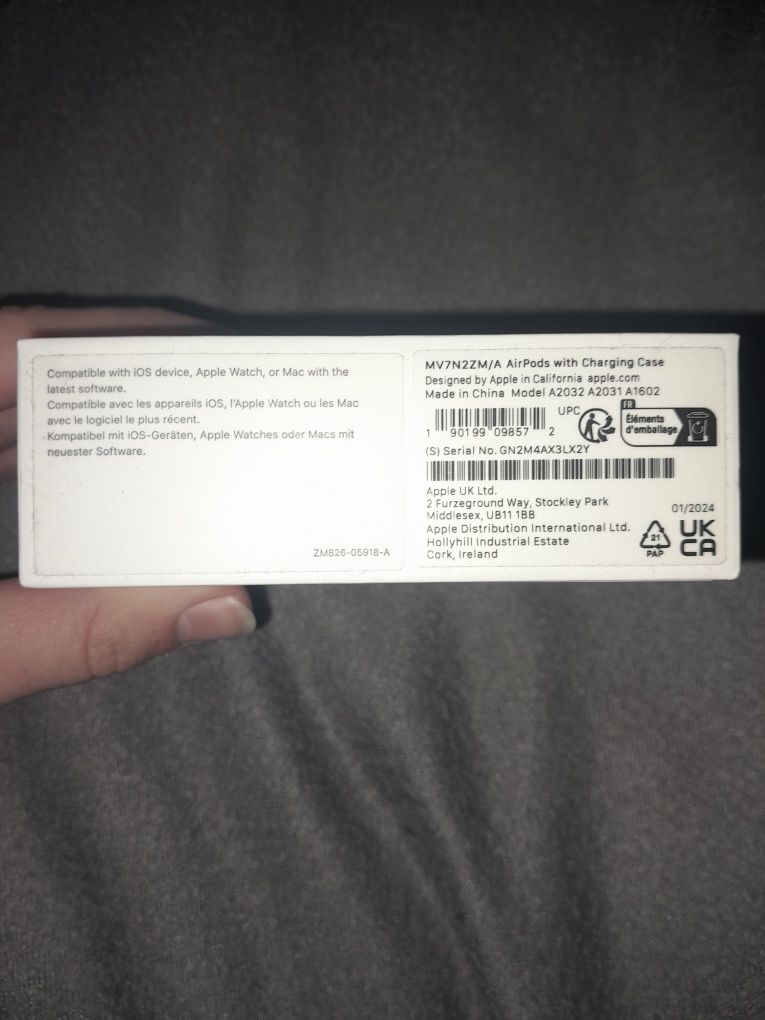 Compatible with iOS device, Apple Watch, or Mac with the
latest software.
Compatible avec les appareils iOS, l'Apple Watch ou les Mac
avec le logiciel le plus récent.
Kompatibel mit iOS-Geräten, Apple Watches oder Macs mit
neuester Software.
ZM826-05918-A
MV7N2ZM/A AirPods with Charging Case
Designed by Apple in California apple.com
Made in China Model A2032 A2031 A1602
UPC
1 90199 09857 2
FR
Éléments
d'emballage
(S) Serial No. GN2M4AX3LX2Y
Apple UK Ltd.
2 Furzeground Way, Stockley Park
Middlesex, UB11 1BB
Apple Distribution International Ltd.
Hollyhill Industrial Estate
Cork, Ireland
01/2024
21
PAP
UK
CA